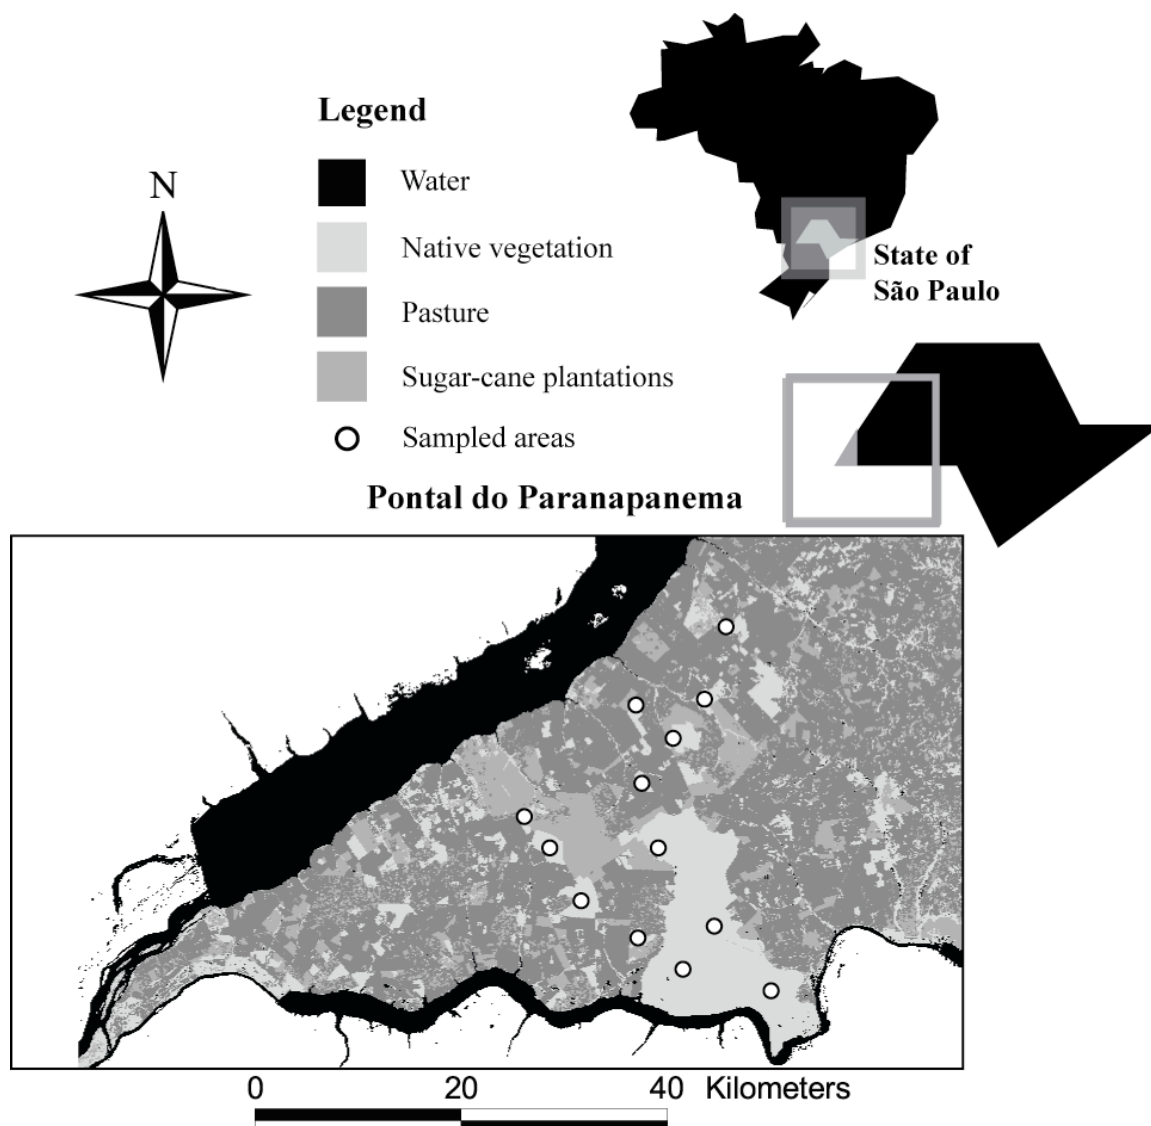 Legend
N
Water
Native vegetation
Pasture
Sugar-cane plantations
Sampled areas
State of
São Paulo
Pontal do Paranapanema
0 20 40 Kilometers